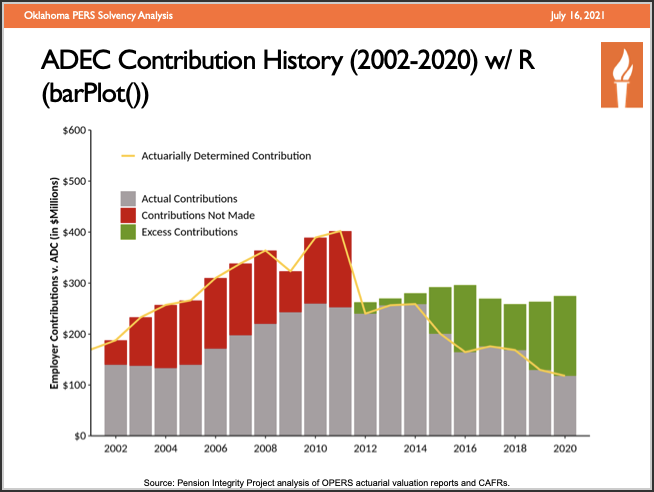 Oklahoma PERS Solvency Analysis
July 16, 2021
ADEC Contribution History (2002-2020) w/ R
(barPlot())
Employer Contributions v. ADC (in $Millions)
$600
$500
$400
$300
$200
$100
$0
Actuarially Determined Contribution
Actual Contributions
Contributions Not Made
Excess Contributions
2002 2004 2006 2008 2010 2012 2014 2016 2018 2020
Source: Pension Integrity Project analysis of OPERS actuarial valuation reports and CAFRs.